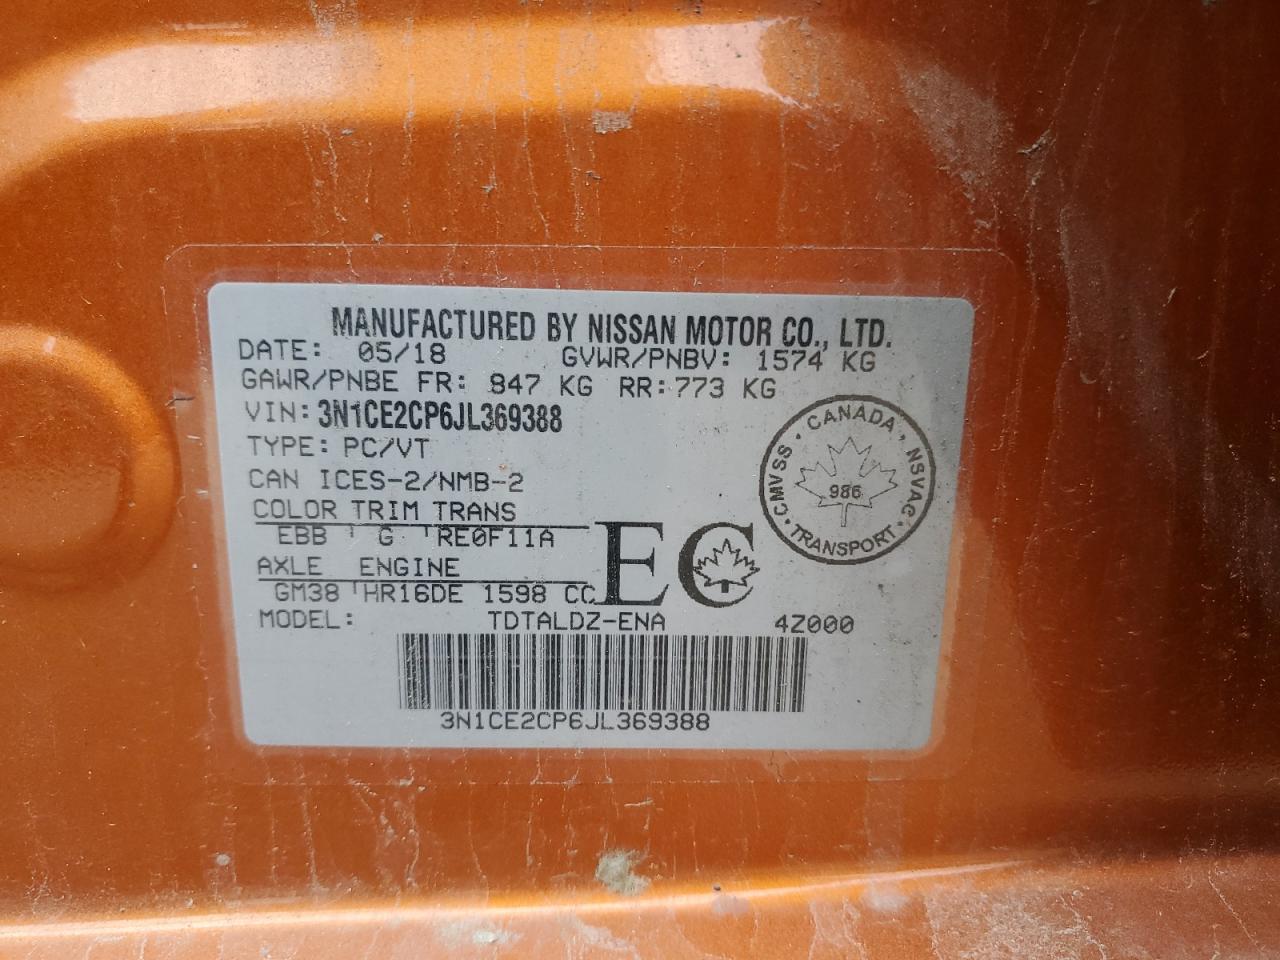 MANUFACTURED BY NISSAN MOTOR CO., LTD.
DATE: 05/18 GVWR/PNBV: 1574 KG
GAWR/PNBE FR: 847 KG RR: 773 KG
VIN: 3N1CE2CP6JL369388
TYPE: PC/VT
CAN ICES-2/NMB-2
COLOR TRIM TRANS
EBB G RE0F11A
AXLE ENGINE
GM38 HR16DE 1598 CC
EC
CANADA · NSVAC · TRANSPORT · CMVSS ·
986
MODEL: TDTALDZ-ENA 4Z000
3N1CE2CP6JL369388